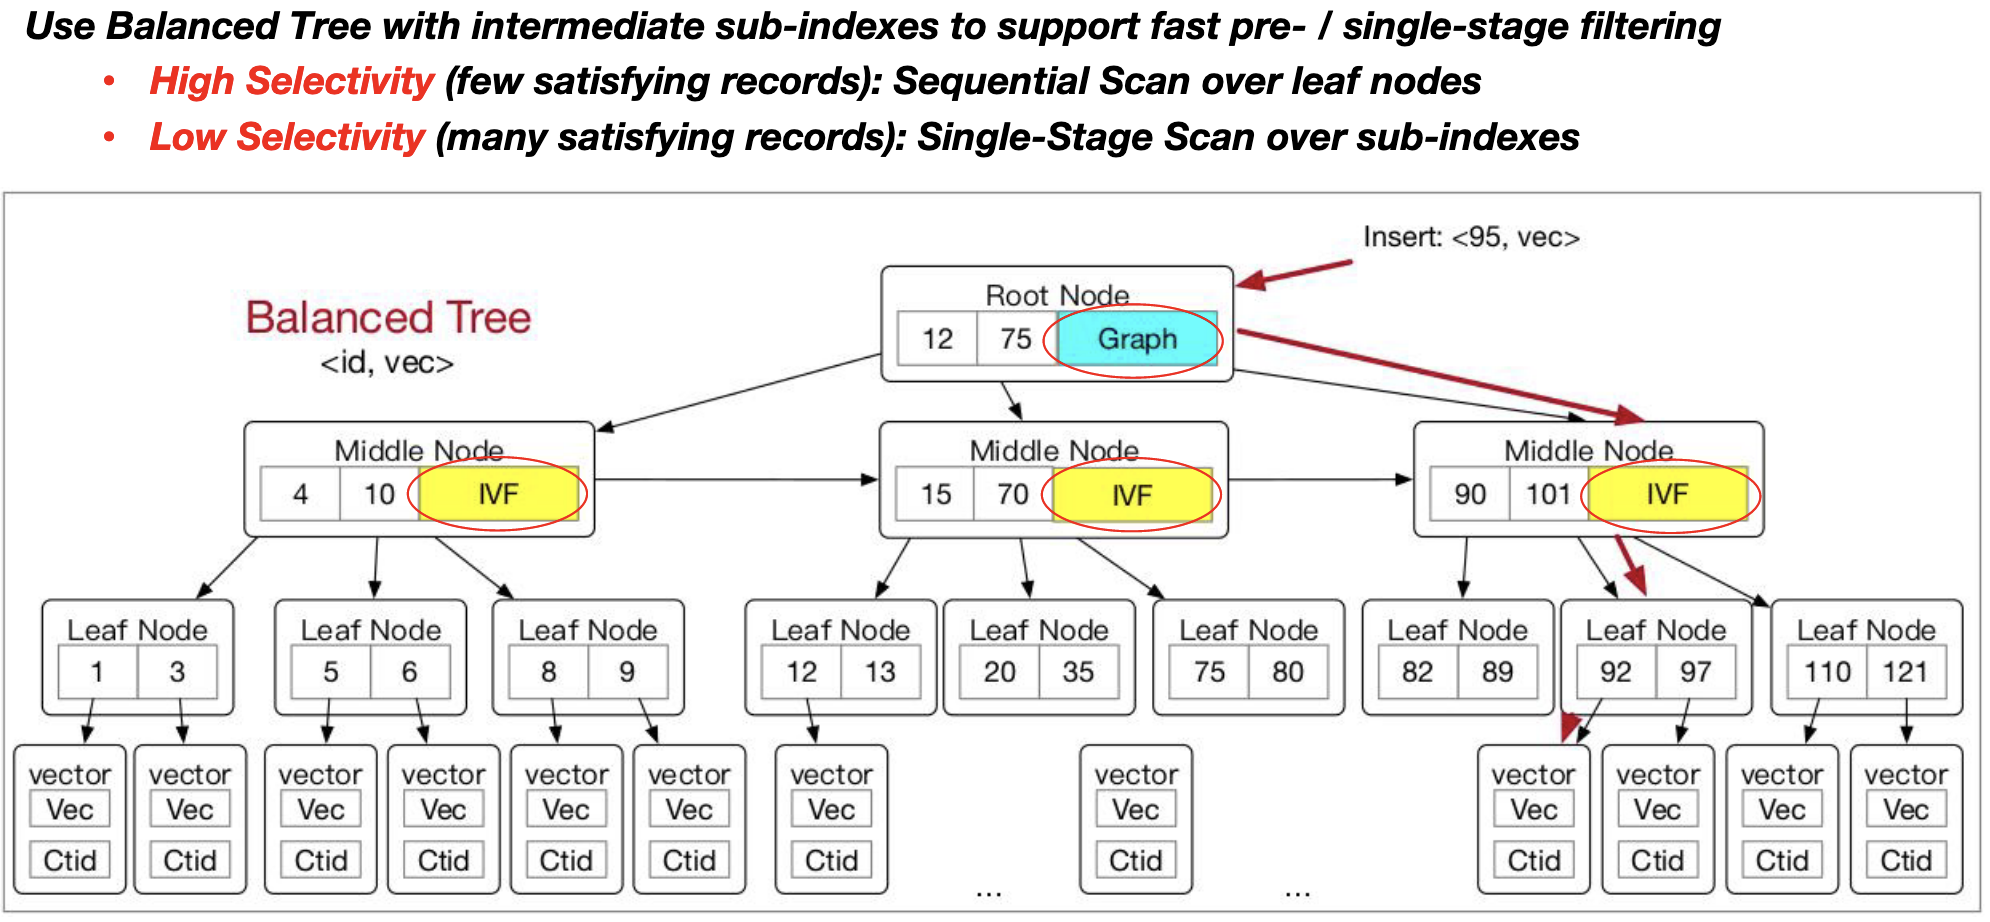 Use Balanced Tree with intermediate sub-indexes to support fast pre- / single-stage filtering
• High Selectivity (few satisfying records): Sequential Scan over leaf nodes
• Low Selectivity (many satisfying records): Single-Stage Scan over sub-indexes
Insert: <95, vec>
Balanced Tree
<id, vec>
Root Node
12 75 Graph
Middle Node
4 10 IVF
Middle Node
15 70 IVF
Middle Node
90 101 IVF
Leaf Node
1 3
Leaf Node
5 6
Leaf Node
8 9
Leaf Node
12 13
Leaf Node
20 35
Leaf Node
75 80
Leaf Node
82 89
Leaf Node
92 97
Leaf Node
110 121
vector
Vec
Ctid
vector
Vec
Ctid
vector
Vec
Ctid
vector
Vec
Ctid
vector
Vec
Ctid
vector
Vec
Ctid
vector
Vec
Ctid
...
vector
Vec
Ctid
...
vector
Vec
Ctid
vector
Vec
Ctid
vector
Vec
Ctid
vector
Vec
Ctid